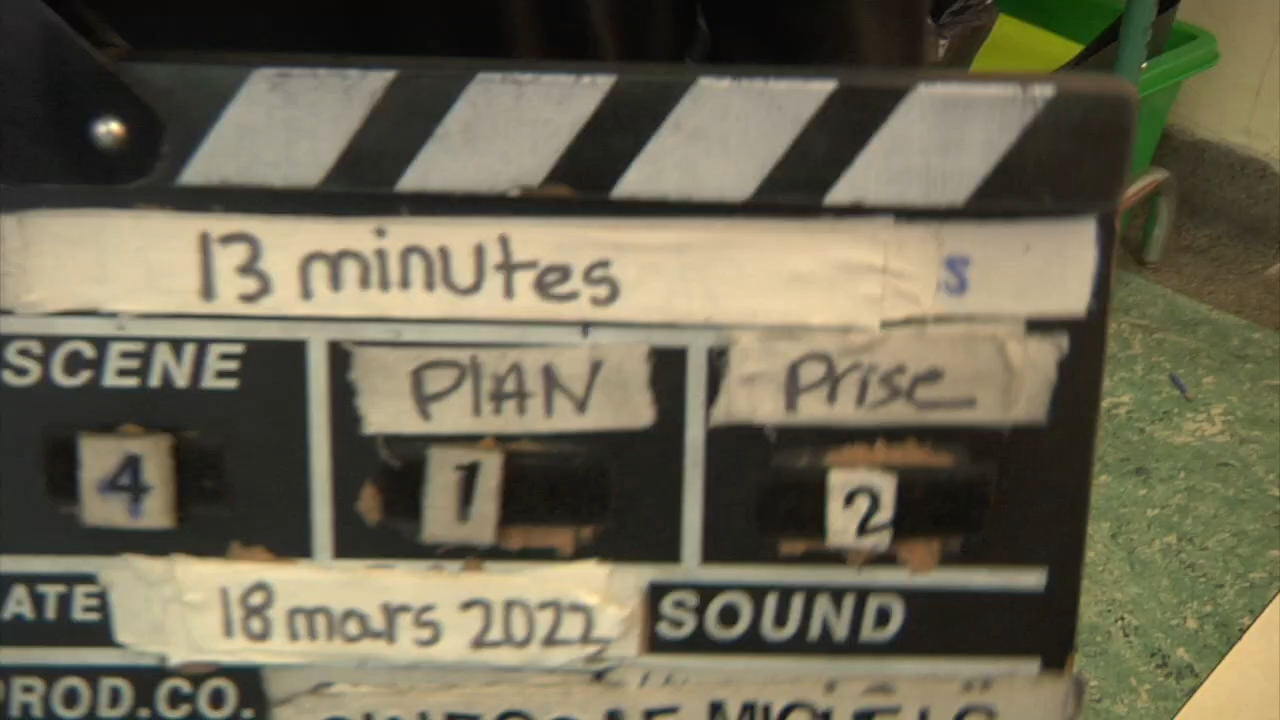 13 minutes s
SCENE PLAN Prise
4 1 2
ATE 18 mars 2022 SOUND
PROD.CO.